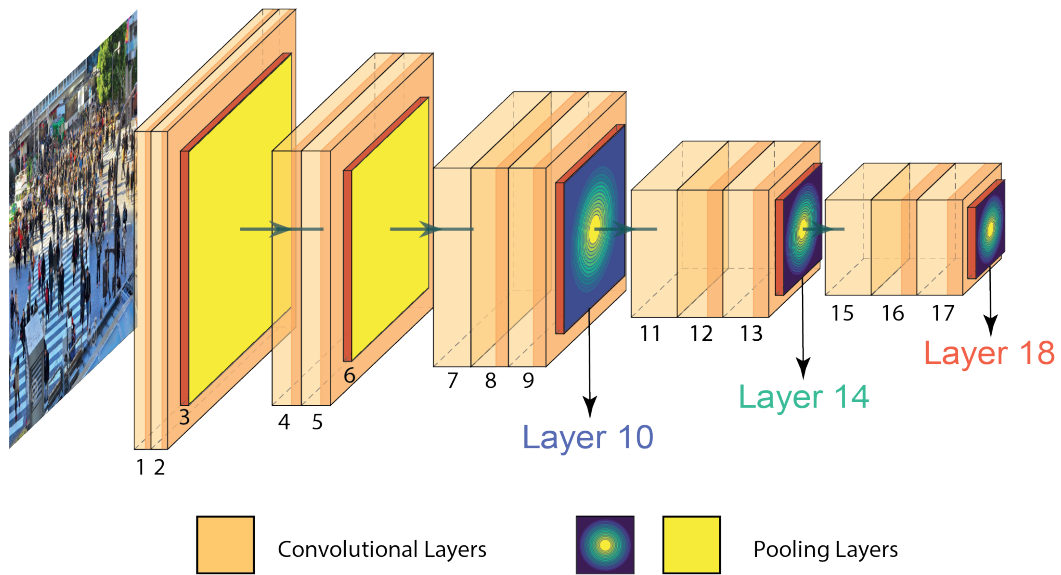 3
6
4 5
1 2
7 8 9
11 12 13
15 16 17
Layer 10
Layer 14
Layer 18
Convolutional Layers
Pooling Layers